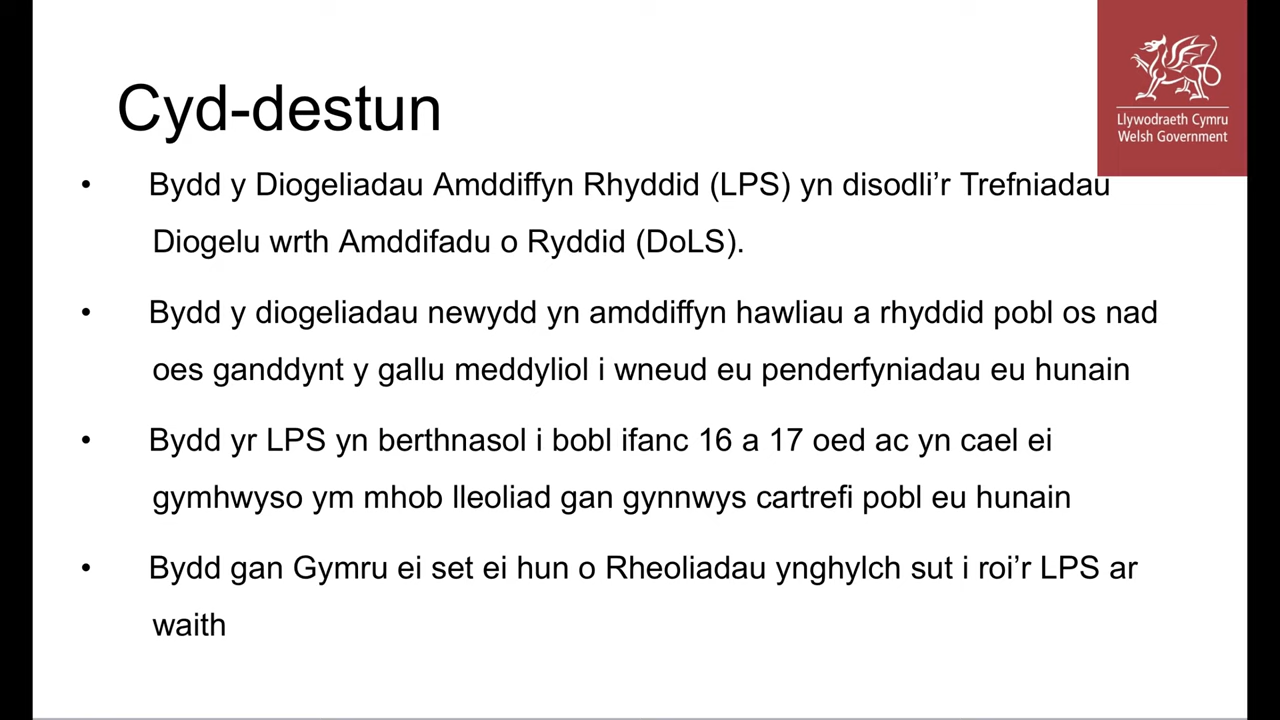 Llywodraeth Cymru
Welsh Government
Cyd-destun
• Bydd y Diogeliadau Amddiffyn Rhyddid (LPS) yn disodli’r Trefniadau
Diogelu wrth Amddifadu o Ryddid (DoLS).
• Bydd y diogeliadau newydd yn amddiffyn hawliau a rhyddid pobl os nad
oes ganddynt y gallu meddyliol i wneud eu penderfyniadau eu hunain
• Bydd yr LPS yn berthnasol i bobl ifanc 16 a 17 oed ac yn cael ei
gymhwyso ym mhob lleoliad gan gynnwys cartrefi pobl eu hunain
• Bydd gan Gymru ei set ei hun o Rheoliadau ynghylch sut i roi’r LPS ar
waith